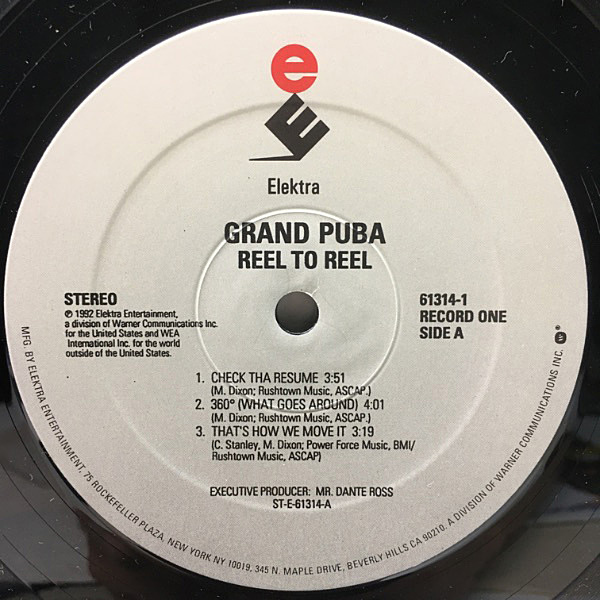 e
E
Elektra
GRAND PUBA
REEL TO REEL
STEREO
℗ 1992 Elektra Entertainment,
a division of Warner Communications Inc.
for the United States and WEA
International Inc. for the world
outside of the United States.
61314-1
RECORD ONE
SIDE A
1. CHECK THA RESUME 3:51
(M. Dixon; Rushtown Music, ASCAP.)
2. 360° (WHAT GOES AROUND) 4:01
(M. Dixon; Rushtown Music, ASCAP.)
3. THAT'S HOW WE MOVE IT 3:19
(C. Stanley, M. Dixon; Power Force Music, BMI/
Rushtown Music, ASCAP)
EXECUTIVE PRODUCER: MR. DANTE ROSS
ST-E-61314-A
MFG. BY ELEKTRA ENTERTAINMENT, 75 ROCKEFELLER PLAZA, NEW YORK NY 10019, 345 N. MAPLE DRIVE, BEVERLY HILLS CA 90210. A DIVISION OF WARNER COMMUNICATIONS INC. ®